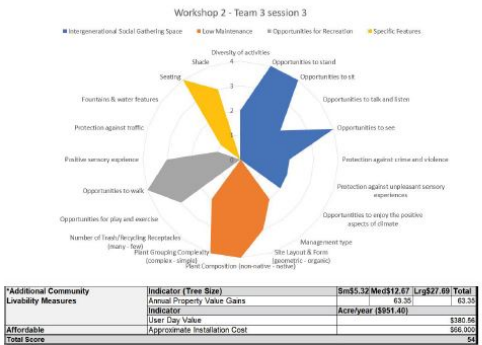 Workshop 2 - Team 3 session 3
Intergenerational Social Gathering Space Low Maintenance Opportunities for Recreation Specific Features
Diversity of activities
Shade 4 Opportunities to stand
Seating 3 Opportunities to sit
Fountains & water features Opportunities to talk and listen
Protection against traffic 1 Opportunities to see
Positive sensory expierence 0 Protection against crime and violence
Opportunities to walk Protection against unpleasant sensory
experiences
Opportunities for play and exercise Opportunities to enjoy the positive
aspects of climate
Number of Trash/Recycling Receptacles
(many - few) Management type
Plant Grouping Complexity Site Layout & Form
(complex - simple) (geometric - organic)
Plant Composition (non-native - native)
*Additional Community Indicator (Tree Size) Sm$5.32 Med$12.67 Lrg$27.69 Total
Livability Measures Annual Property Value Gains 63.35 63.35
Indicator Acre/year ($951.40)
User Day Value $380.56
Affordable Approximate Installation Cost $66,000
Total Score 54